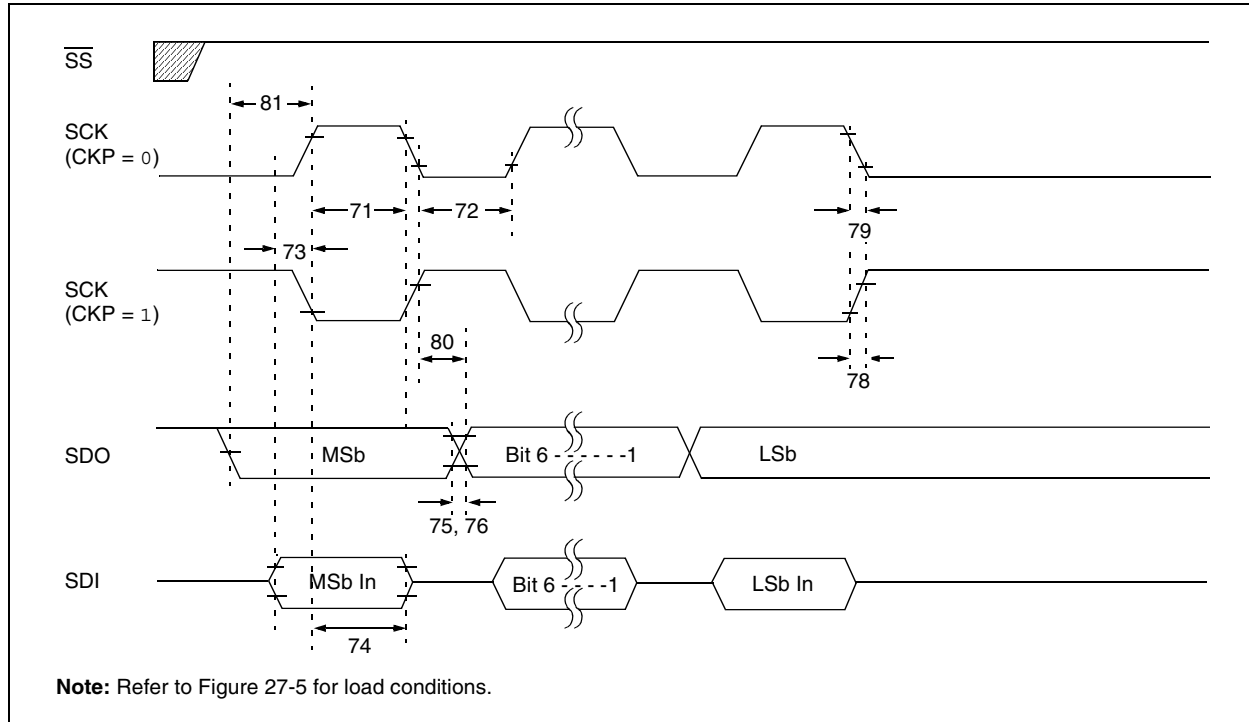 SS
81
SCK
(CKP = 0)
71
72
79
73
SCK
(CKP = 1)
80
78
SDO
MSb
Bit 6 - - - - - - -1
LSb
75, 76
SDI
MSb In
Bit 6 - - - - -1
LSb In
74
Note: Refer to Figure 27-5 for load conditions.